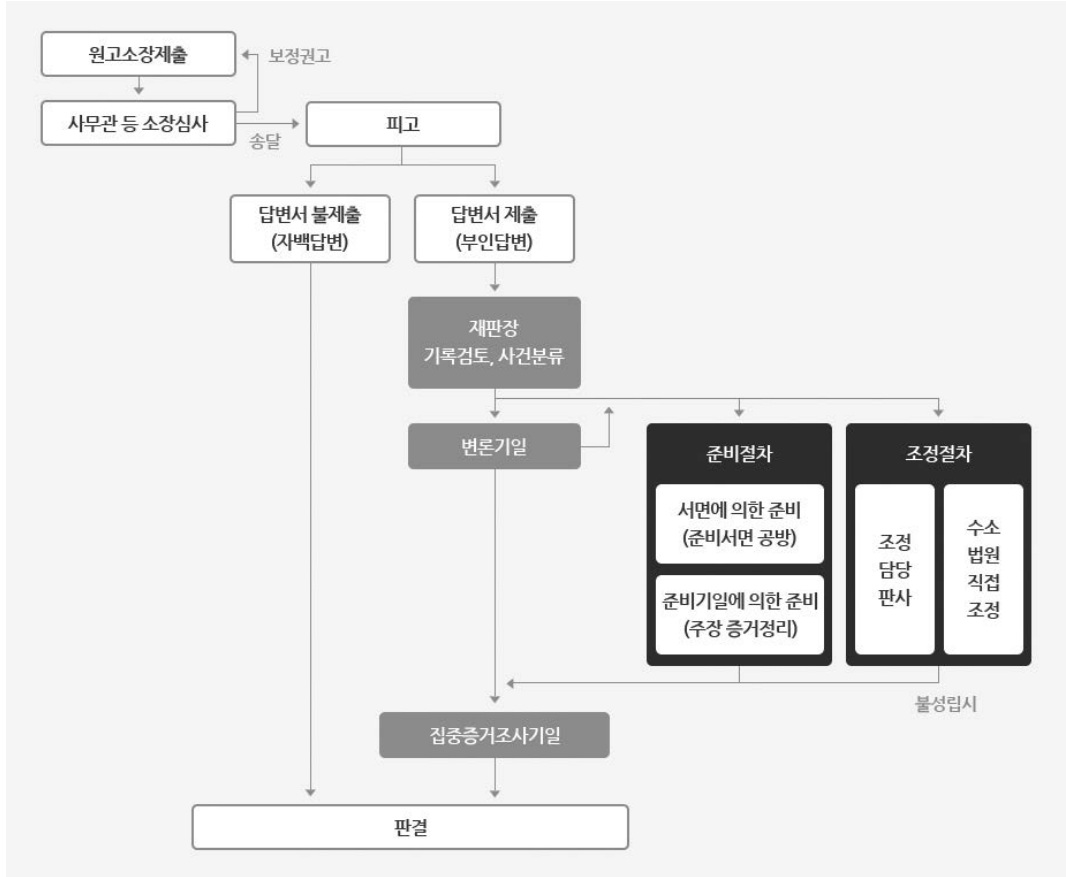 원고소장제출
보정권고
사무관 등 소장심사
송달
피고
답변서 불제출
(자백답변)
답변서 제출
(부인답변)
재판장
기록검토, 사건분류
변론기일
준비절차
서면에 의한 준비
(준비서면 공방)
준비기일에 의한 준비
(주장 증거정리)
조정절차
조정
담당
판사
수소
법원
직접
조정
불성립시
집중증거조사기일
판결